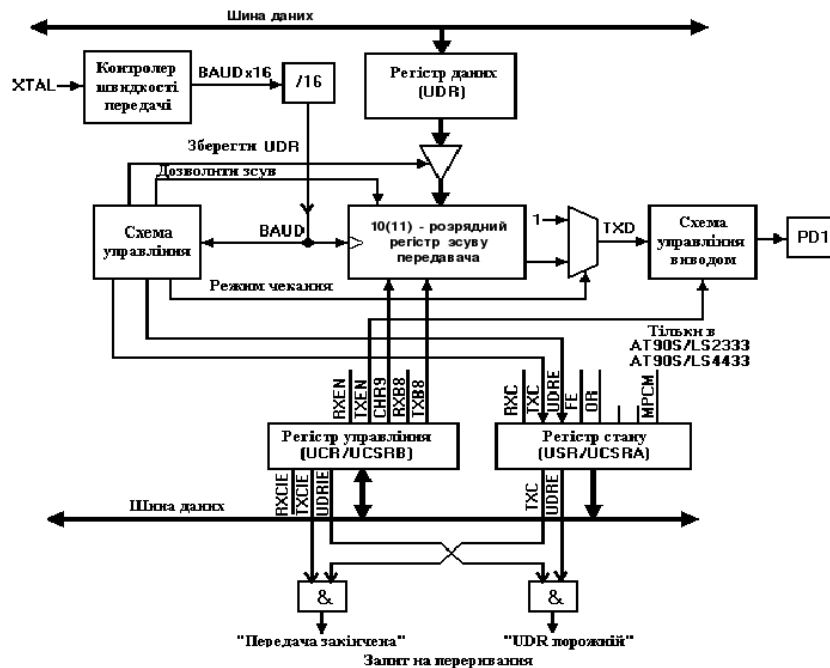 Шина даних
XTAL
Контролер
швидкості
передачі
BAUDx16
/16
Регістр даних
(UDR)
Зберегти UDR
Дозволити зсув
Схема
управління
BAUD
10(11) - розрядний
регістр зсуву
передавача
1
TXD
Схема
управління
виводом
PD1
Режим чекання
Тільки в
AT90S/LS2333
AT90S/LS4433
RXEN
TXEN
CHR9
RXB8
TXB8
RXC
TXC
UDRE
FE
OR
MPCM
Регістр управління
(UCR/UCSRB)
Регістр стану
(USR/UCSRA)
RXCIE
TXCIE
UDRIE
TXC
UDRE
Шина даних
&
&
"Передача закінчена"
"UDR порожній"
Запит на переривання